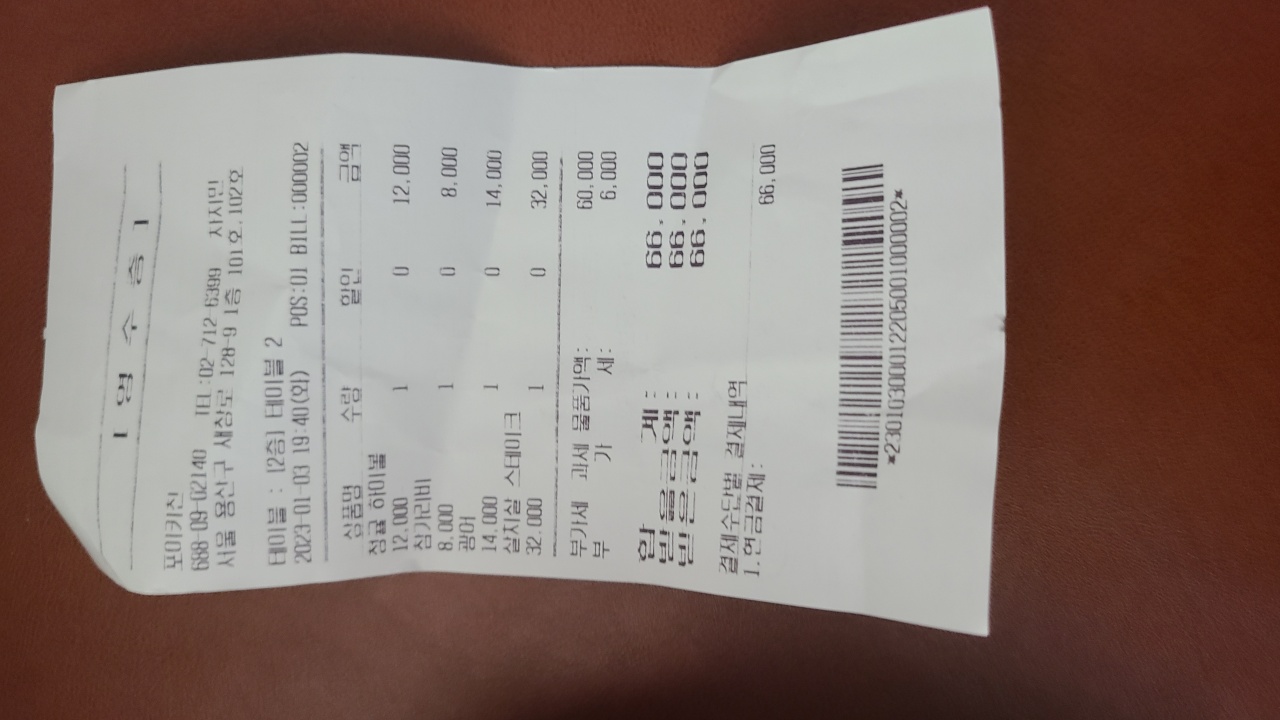 [ 영 수 증 ]
포이키친
688-09-02140 TEL:02-712-6399 차지민
서울 용산구 새창로 128-9 1층 101호,102호
테이블 : [2층] 테이블 2
2023-01-03 19:40(화) POS:01 BILL:000002
상품명 수량 할인 금액
청귤 하이볼
12,000 1 0 12,000
참가리비
8,000 1 0 8,000
광어
14,000 1 0 14,000
살치살 스테이크
32,000 1 0 32,000
부가세 과세 물품가액: 60,000
부 가 세: 6,000
합 계: 66,000
받을금액: 66,000
받은금액: 66,000
결제수단별 결제내역
1.현금결제: 66,000
*230103000122050010000​02*